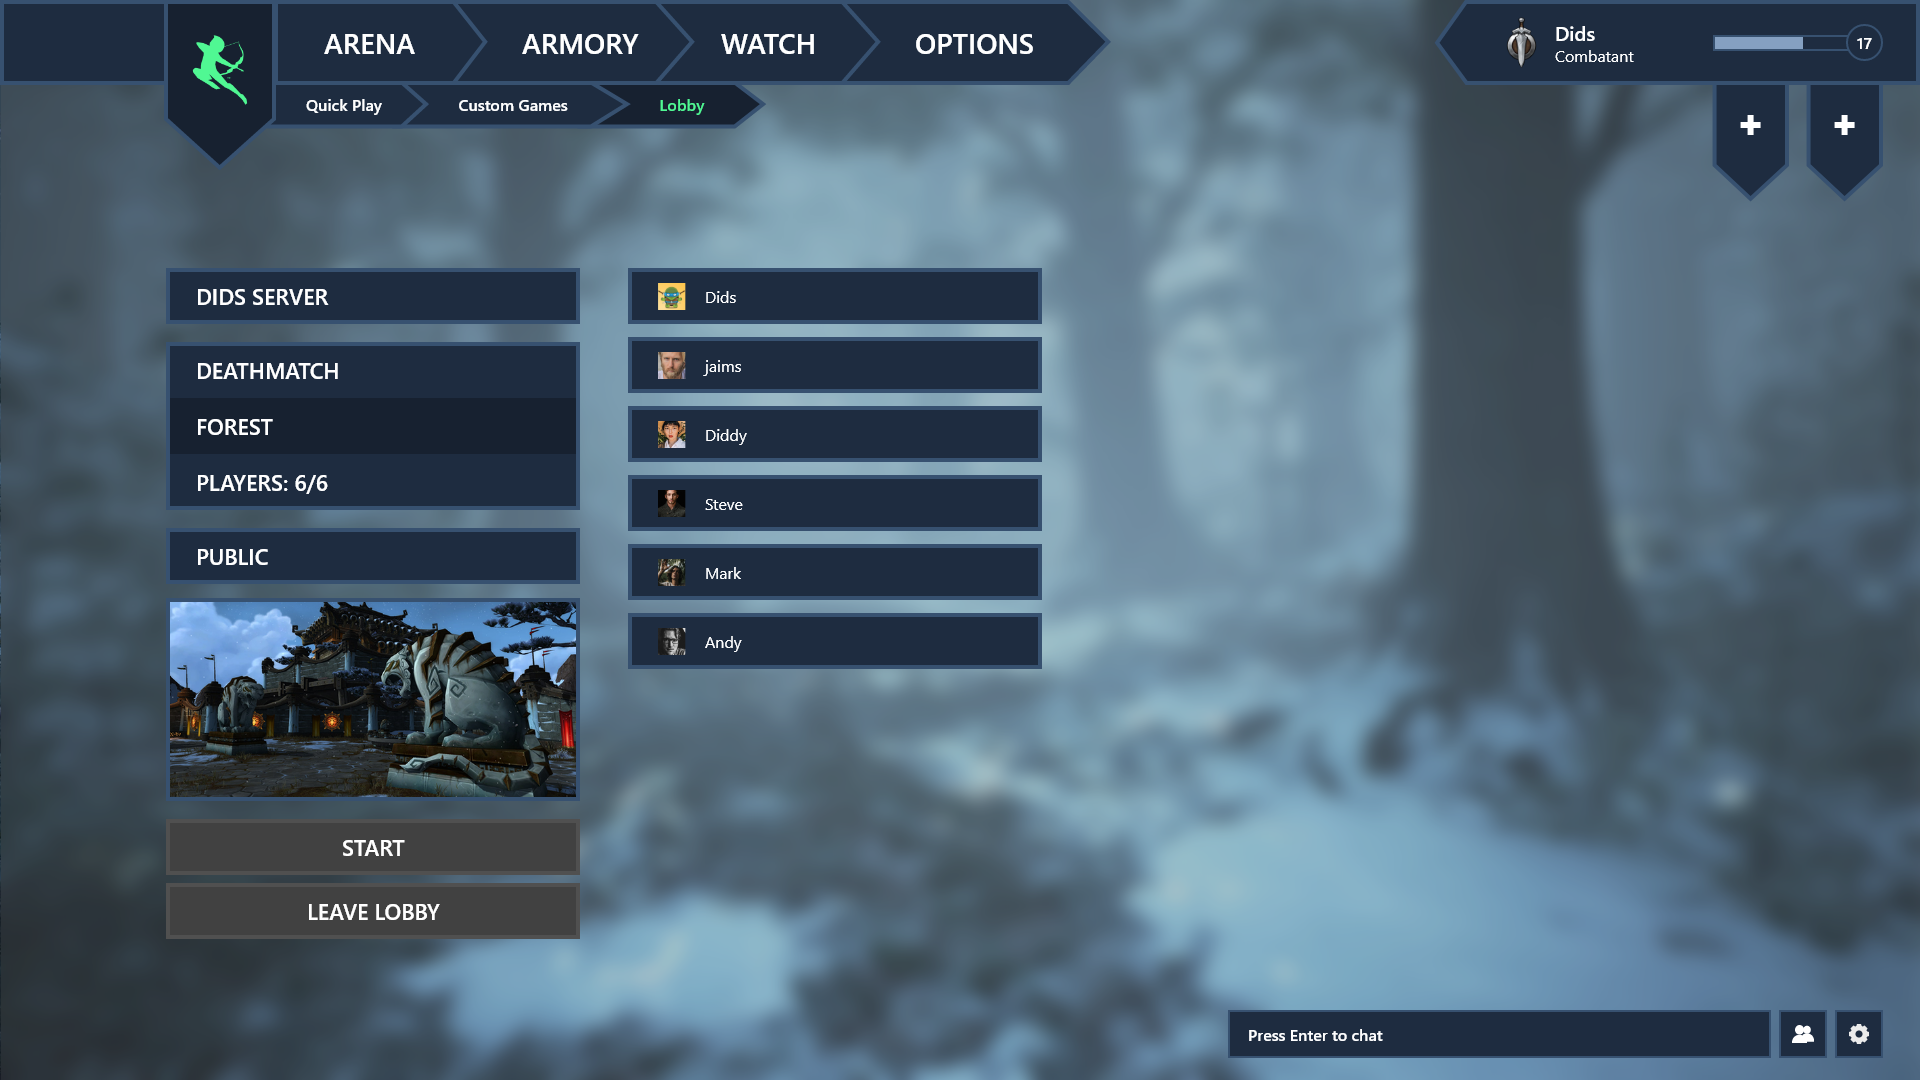 ARENA
ARMORY
WATCH
OPTIONS
Dids
Combatant
17
Quick Play
Custom Games
Lobby
DIDS SERVER
DEATHMATCH
FOREST
PLAYERS: 6/6
PUBLIC
START
LEAVE LOBBY
Dids
jaims
Diddy
Steve
Mark
Andy
Press Enter to chat